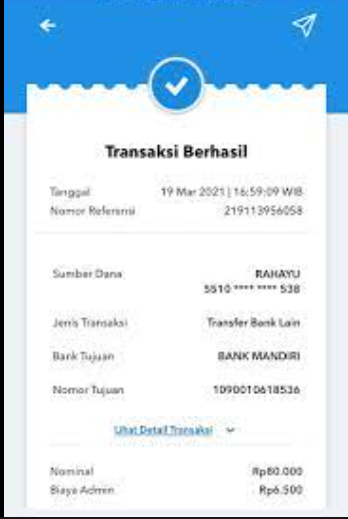 Transaksi Berhasil
Tanggal 19 Mar 2021 | 16:59:09 WIB
Nomor Referensi 219113956058
Sumber Dana RAHAYU
5510 **** **** 538
Jenis Transaksi Transfer Bank Lain
Bank Tujuan BANK MANDIRI
Nomor Tujuan 1090010618536
Lihat Detail Transaksi
Nominal Rp80.000
Biaya Admin Rp6.500